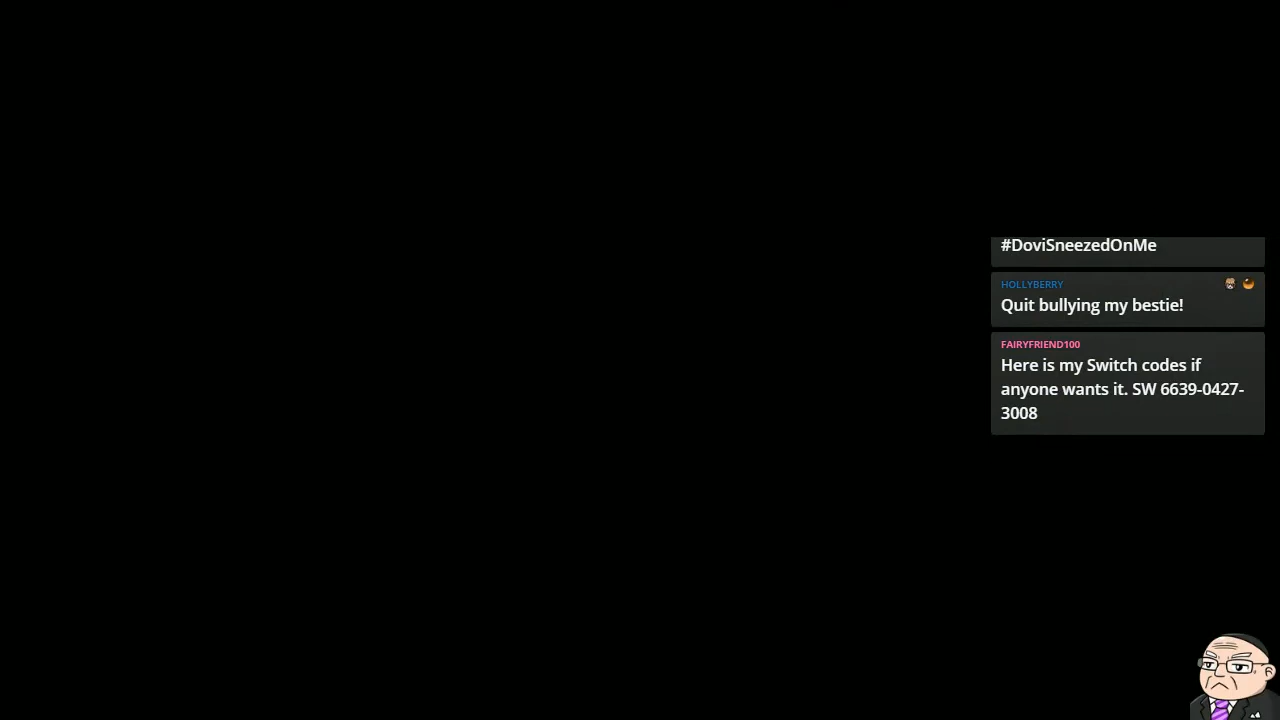 #DoviSneezedOnMe
HOLLYBERRY
Quit bullying my bestie!
FAIRYFRIEND100
Here is my Switch codes if
anyone wants it. SW 6639-0427-
3008